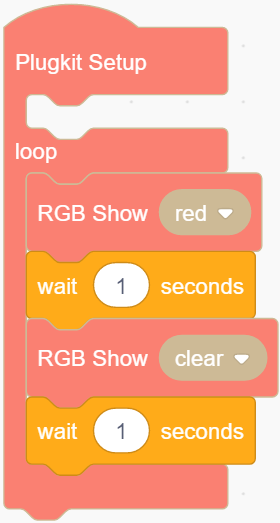 Plugkit Setup
loop
RGB Show red
wait 1 seconds
RGB Show clear
wait 1 seconds